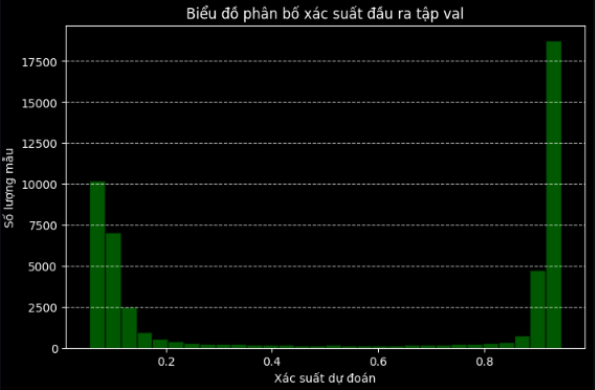 Biểu đồ phân bố xác suất đầu ra tập val
Số lượng mẫu
17500
15000
12500
10000
7500
5000
2500
0
0.2 0.4 0.6 0.8
Xác suất dự đoán